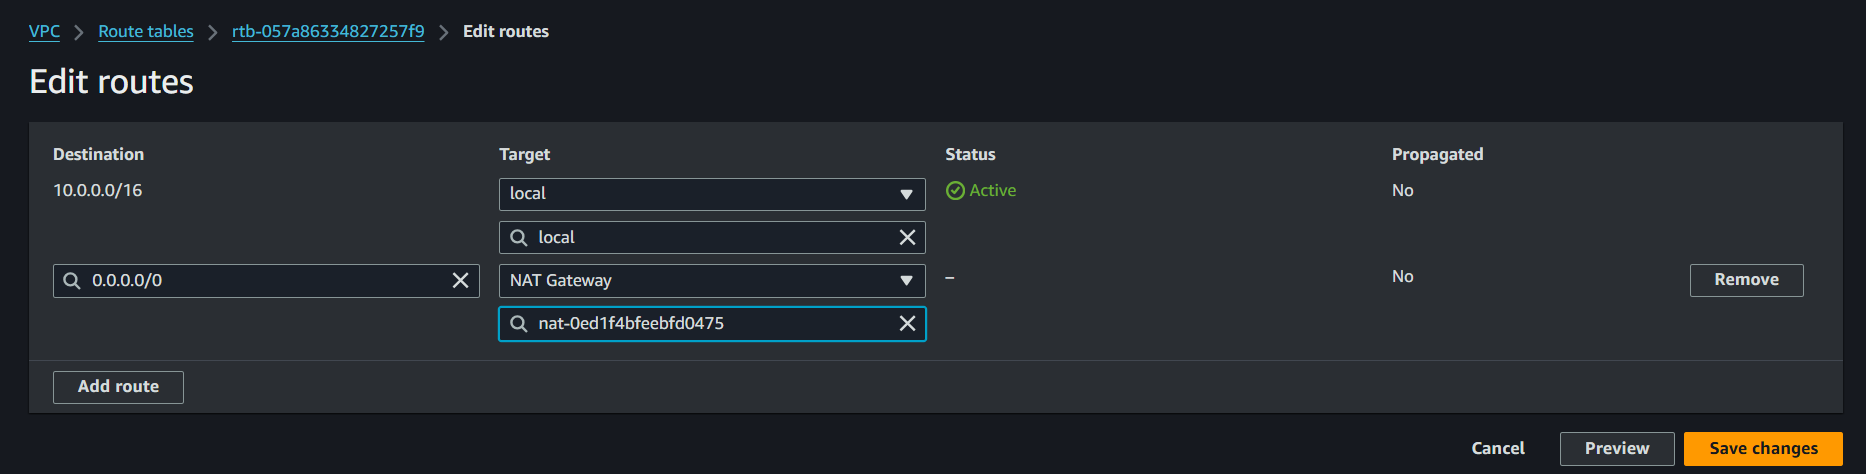 VPC > Route tables > rtb-057a86334827257f9 > Edit routes
Edit routes
Destination Target Status Propagated
10.0.0.0/16 local Active No
local
0.0.0.0/0 NAT Gateway – No Remove
nat-0ed1f4bfeebfd0475
Add route
Cancel Preview Save changes